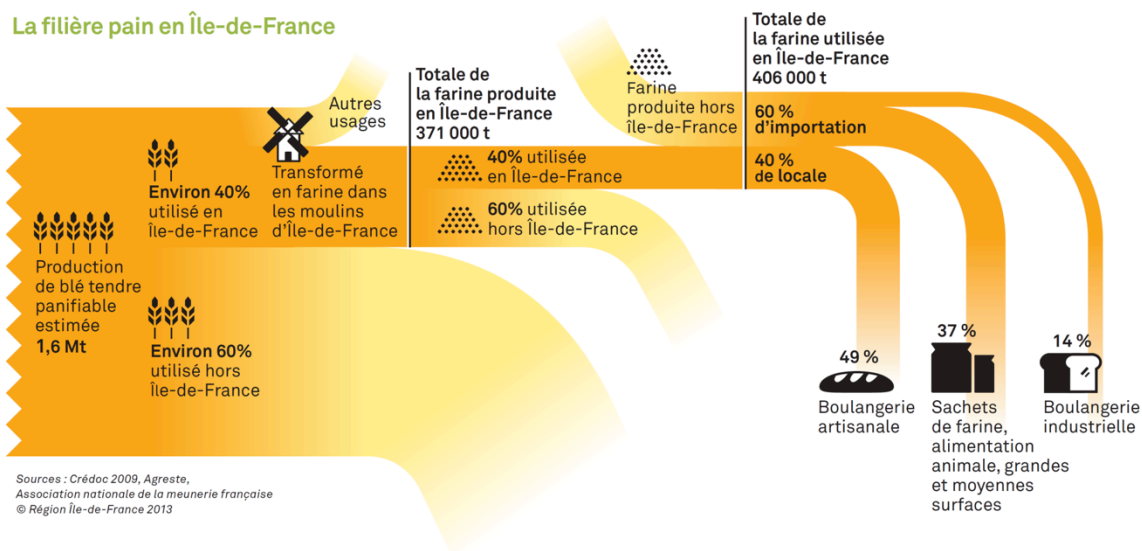 La filière pain en Île-de-France
Production
de blé tendre
panifiable
estimée
1,6 Mt
Environ 40%
utilisé en
Île-de-France
Environ 60%
utilisé hors
Île-de-France
Autres
usages
Transformé
en farine dans
les moulins
d'Île-de-France
Totale de
la farine produite
en Île-de-France
371 000 t
40% utilisée
en Île-de-France
60% utilisée
hors Île-de-France
Farine
produite hors
Île-de-France
Totale de
la farine utilisée
en Île-de-France
406 000 t
60 %
d'importation
40 %
de locale
49 %
Boulangerie
artisanale
37 %
Sachets
de farine,
alimentation
animale, grandes
et moyennes
surfaces
14 %
Boulangerie
industrielle
Sources : Crédoc 2009, Agreste,
Association nationale de la meunerie française
© Région Île-de-France 2013